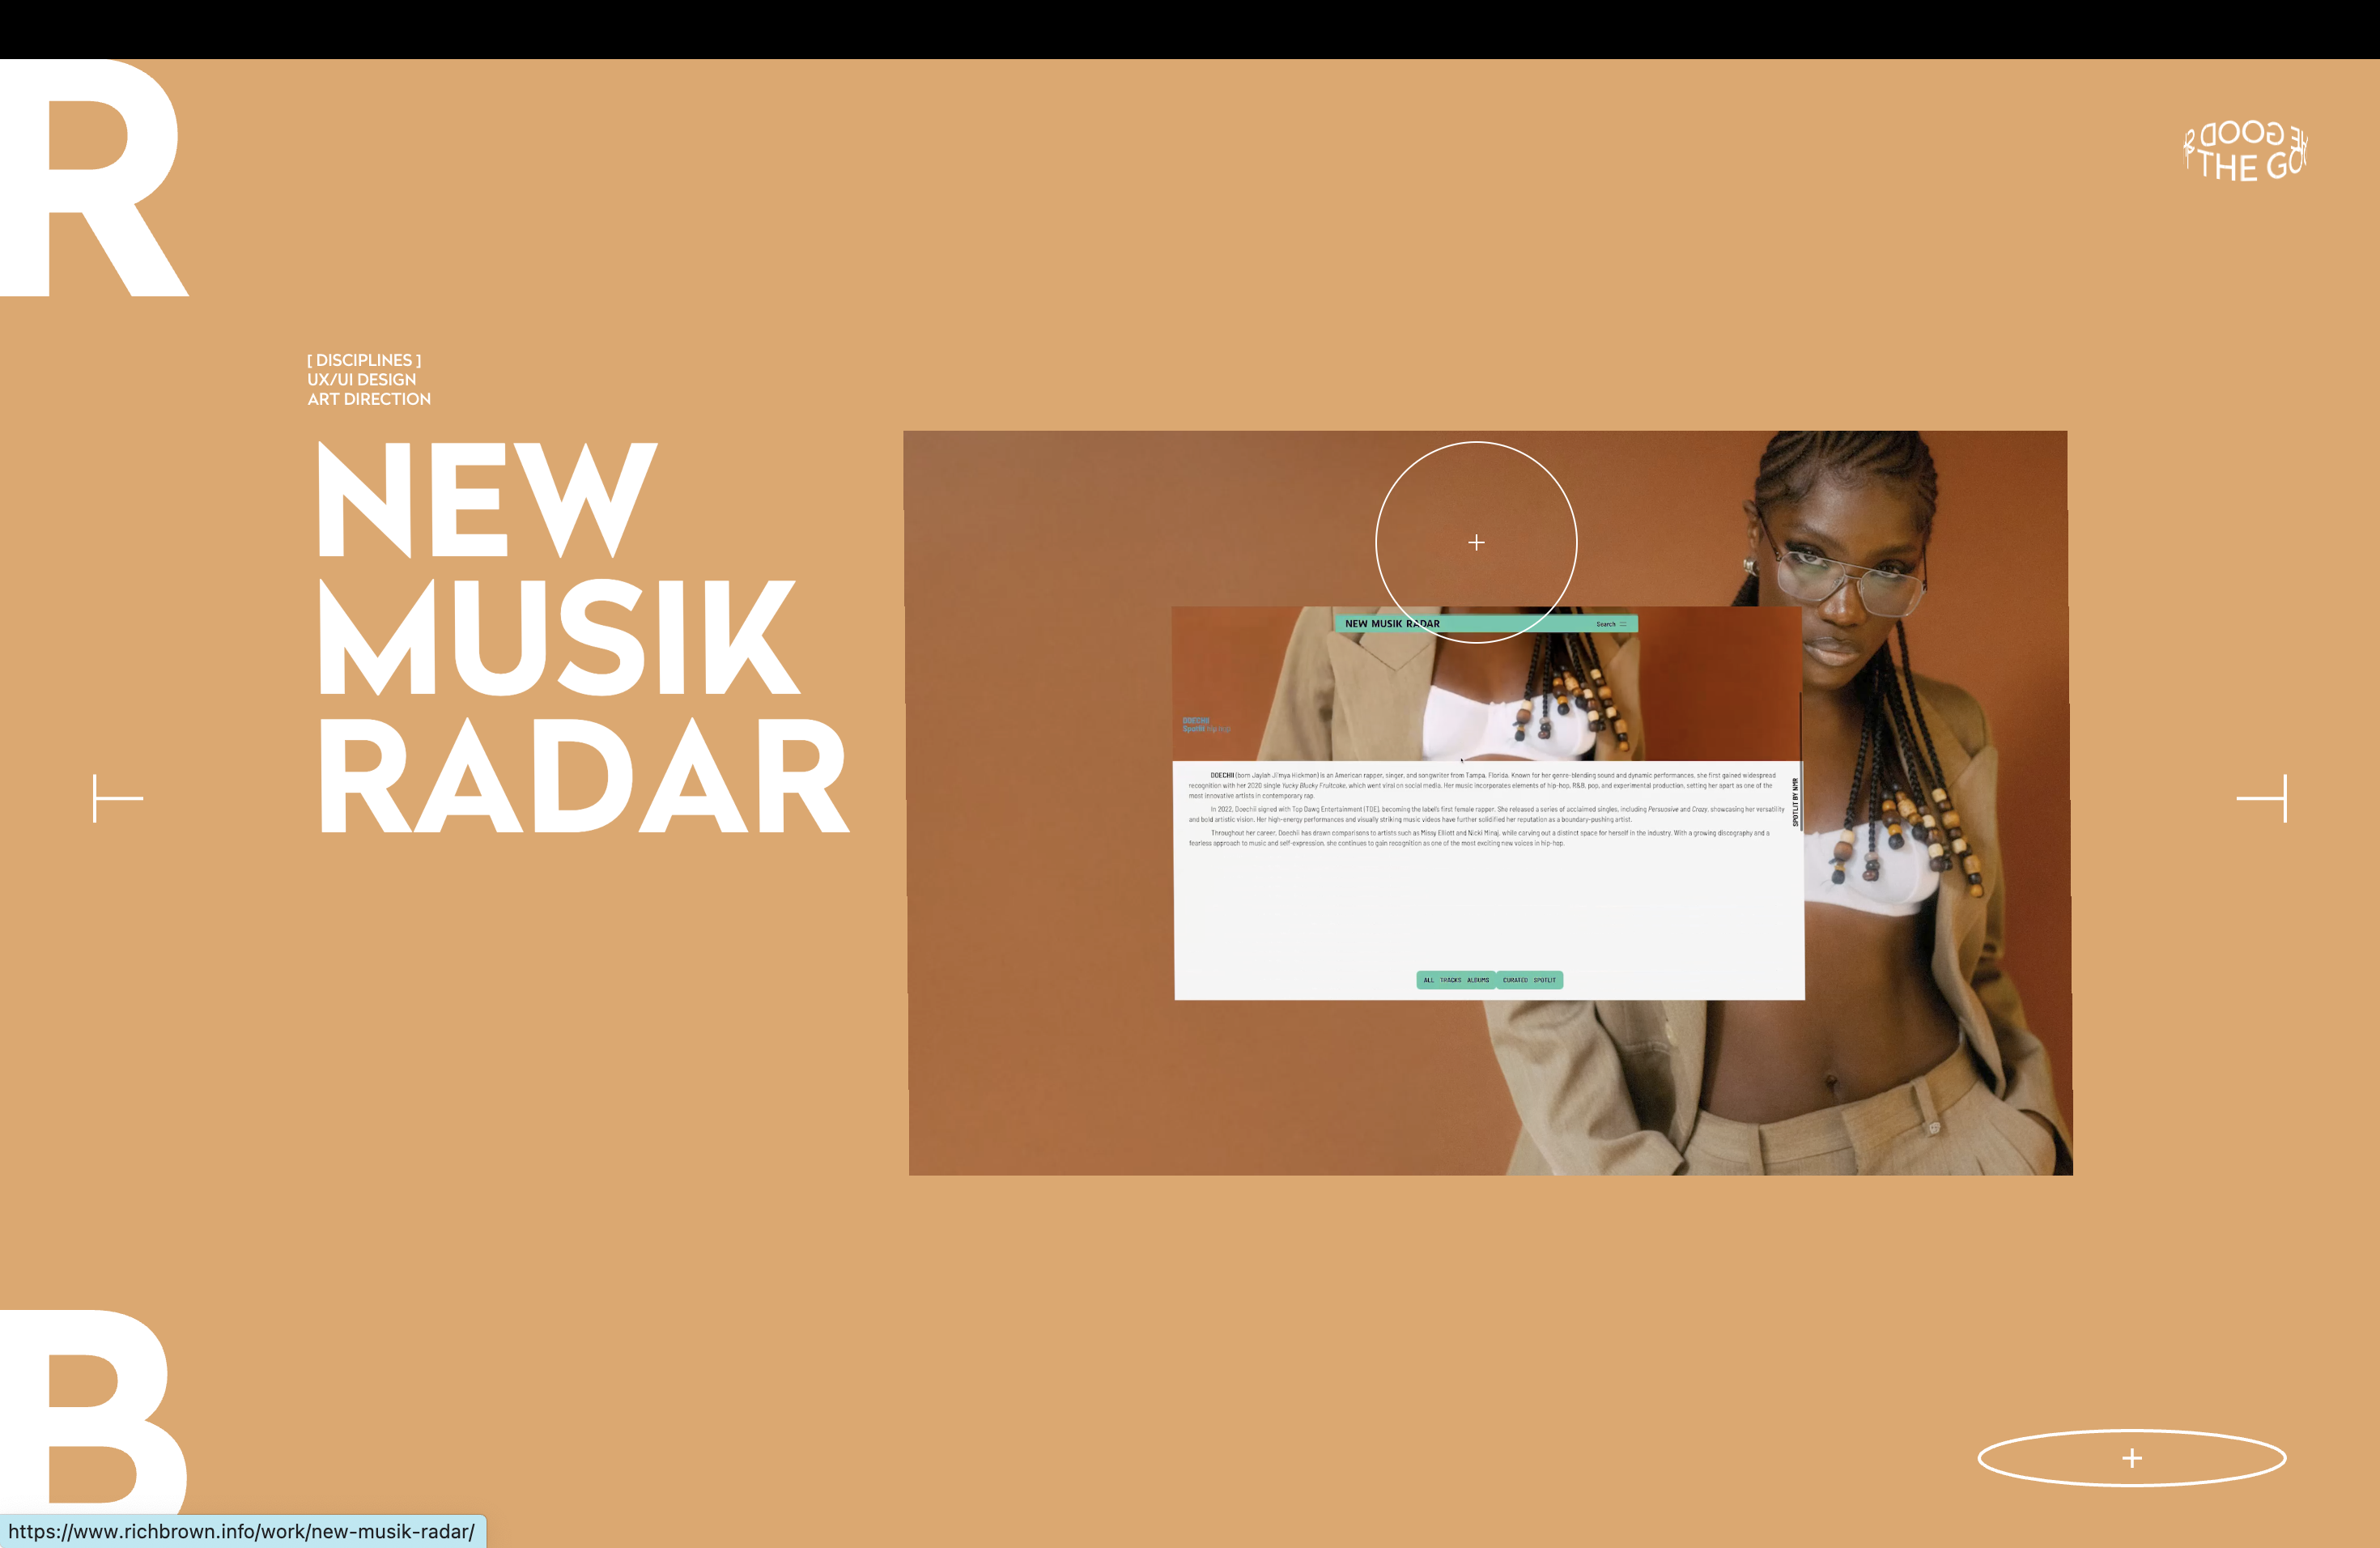 R
GOOD
THE GO
[ DISCIPLINES ]
UX/UI DESIGN
ART DIRECTION
NEW
MUSIK
RADAR
NEW MUSIK RADAR
Search
DOECHII
Spotlit hip/r/p
DOECHII (born Jaylah Ji'mya Hickmon) is an American rapper, singer, and songwriter from Tampa, Florida. Known for her genre-blending sound and dynamic performances, she first gained widespread
recognition with her 2020 single Yucky Blucky Fruitcake, which went viral on social media. Her music incorporates elements of hip-hop, R&B, pop, and experimental production, setting her apart as one of the
most innovative artists in contemporary rap.
In 2022, Doechii signed with Top Dawg Entertainment (TDE), becoming the label's first female rapper. She released a series of acclaimed singles, including Persuasive and Crazy, showcasing her versatility
and bold artistic vision. Her high-energy performances and visually striking music videos have further solidified her reputation as a boundary-pushing artist.
Throughout her career, Doechii has drawn comparisons to artists such as Missy Elliott and Nicki Minaj, while carving out a distinct space for herself in the industry. With a growing discography and a
fearless approach to music and self-expression, she continues to gain recognition as one of the most exciting new voices in hip-hop.
SPOTLIT BY NMR
ALL TRACKS ALBUMS CURATED SPOTLIT
B
https://www.richbrown.info/work/new-musik-radar/